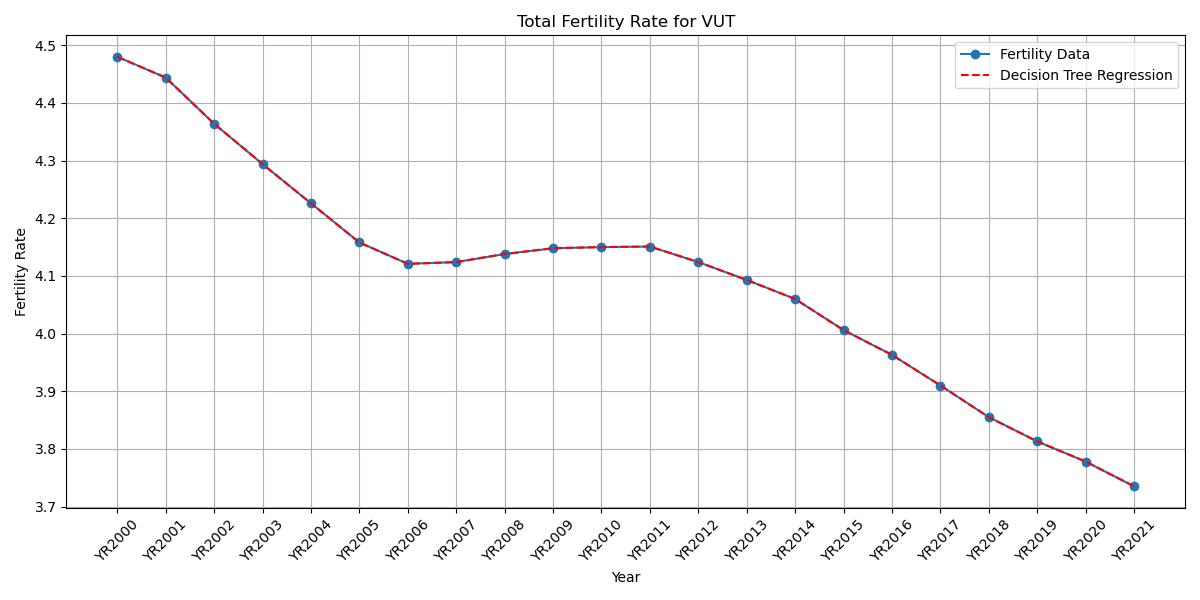 Total Fertility Rate for VUT
Fertility Data
Decision Tree Regression
Fertility Rate
4.5
4.4
4.3
4.2
4.1
4.0
3.9
3.8
3.7
YR2000
YR2001
YR2002
YR2003
YR2004
YR2005
YR2006
YR2007
YR2008
YR2009
YR2010
YR2011
YR2012
YR2013
YR2014
YR2015
YR2016
YR2017
YR2018
YR2019
YR2020
YR2021
Year